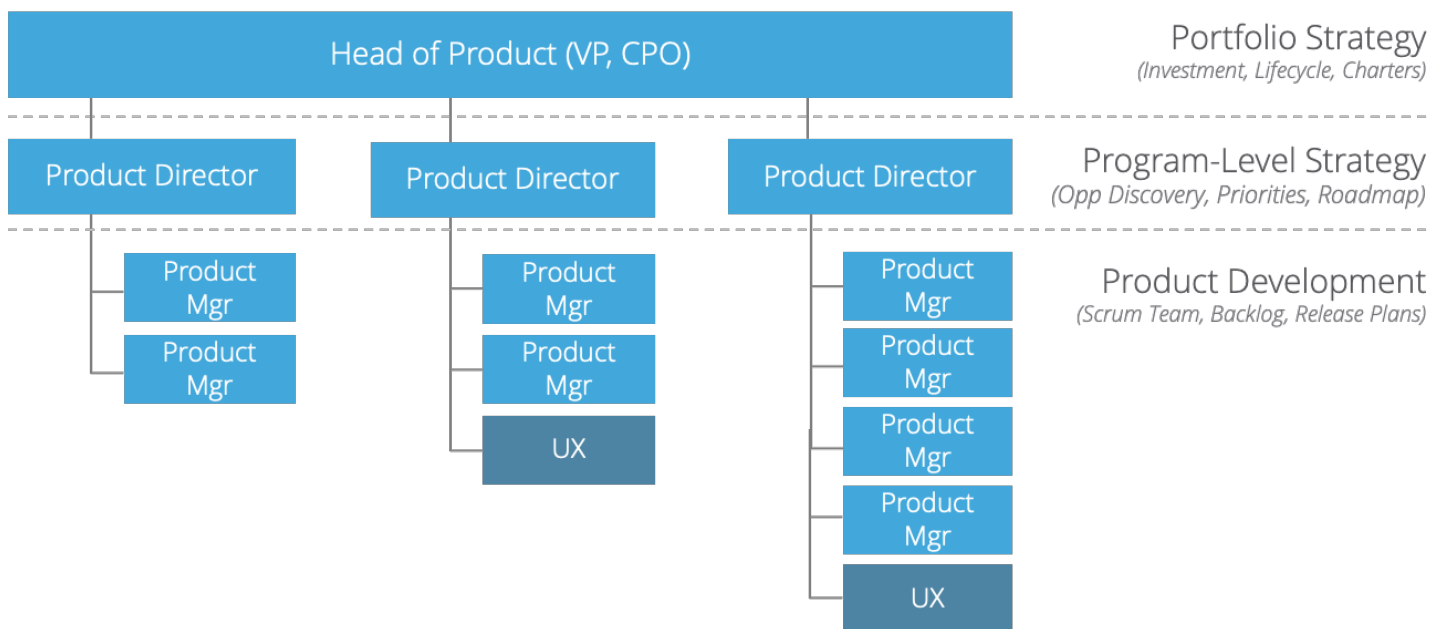 Head of Product (VP, CPO)
Portfolio Strategy
(Investment, Lifecycle, Charters)
Product Director
Product Director
Product Director
Program-Level Strategy
(Opp Discovery, Priorities, Roadmap)
Product
Mgr
Product
Mgr
Product
Mgr
Product
Mgr
UX
Product
Mgr
Product
Mgr
Product
Mgr
Product
Mgr
UX
Product Development
(Scrum Team, Backlog, Release Plans)